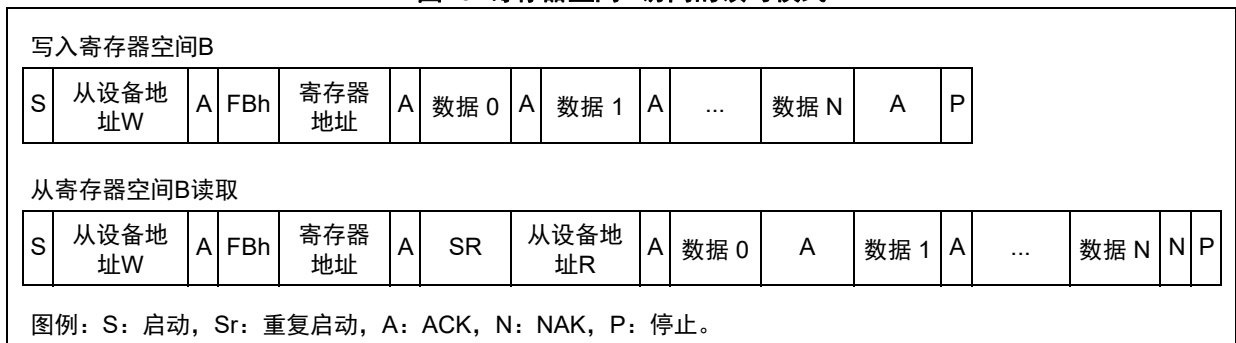 写入寄存器空间B
S 从设备地址W A FBh 寄存器地址 A 数据 0 A 数据 1 A ... 数据 N A P
从寄存器空间B读取
S 从设备地址W A FBh 寄存器地址 A SR 从设备地址R A 数据 0 A 数据 1 A ... 数据 N N P
图例：S：启动，Sr：重复启动，A：ACK，N：NAK，P：停止。